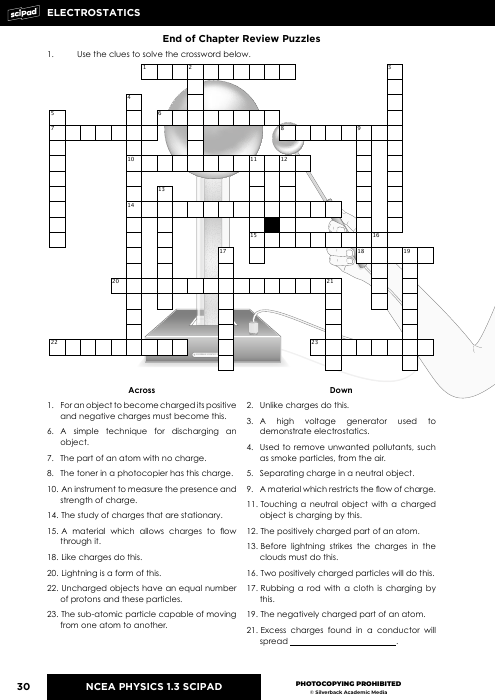 scipad ELECTROSTATICS
End of Chapter Review Puzzles
1. Use the clues to solve the crossword below.
1 2 3
4
5 6
7 8 9
10 11 12
13
14
15 16
17 18 19
20 21
22 23
Across
1. For an object to become charged its positive
and negative charges must become this.
6. A simple technique for discharging an
object.
7. The part of an atom with no charge.
8. The toner in a photocopier has this charge.
10. An instrument to measure the presence and
strength of charge.
14. The study of charges that are stationary.
15. A material which allows charges to flow
through it.
18. Like charges do this.
20. Lightning is a form of this.
22. Uncharged objects have an equal number
of protons and these particles.
23. The sub-atomic particle capable of moving
from one atom to another.
Down
2. Unlike charges do this.
3. A high voltage generator used to
demonstrate electrostatics.
4. Used to remove unwanted pollutants, such
as smoke particles, from the air.
5. Separating charge in a neutral object.
9. A material which restricts the flow of charge.
11. Touching a neutral object with a charged
object is charging by this.
12. The positively charged part of an atom.
13. Before lightning strikes the charges in the
clouds must do this.
16. Two positively charged particles will do this.
17. Rubbing a rod with a cloth is charging by
this.
19. The negatively charged part of an atom.
21. Excess charges found in a conductor will
spread ____________________.
30 NCEA PHYSICS 1.3 SCIPAD
PHOTOCOPYING PROHIBITED
© Silverback Academic Media